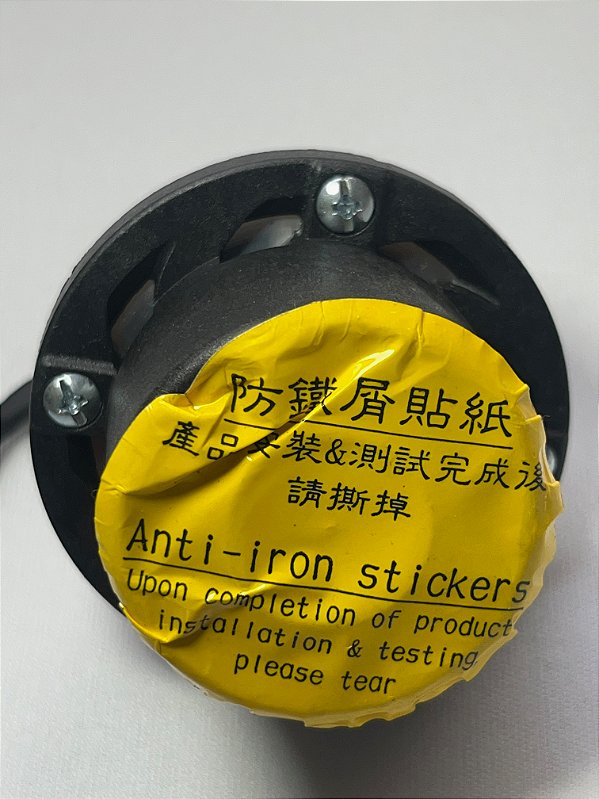 防鐵屑貼紙
產品安裝&測試完成後
請撕掉
Anti-iron stickers
Upon completion of product
installation & testing
please tear